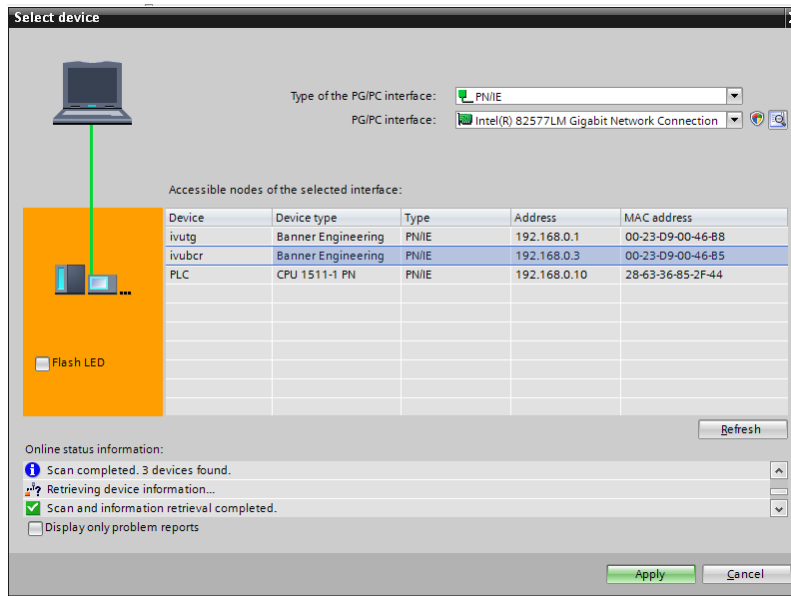 Select device
Type of the PG/PC interface: PN/IE
PG/PC interface: Intel(R) 82577LM Gigabit Network Connection
Accessible nodes of the selected interface:
Device Device type Type Address MAC address
ivutg Banner Engineering PN/IE 192.168.0.1 00-23-D9-00-46-B8
ivubcr Banner Engineering PN/IE 192.168.0.3 00-23-D9-00-46-B5
PLC CPU 1511-1 PN PN/IE 192.168.0.10 28-63-36-85-2F-44
Flash LED
Refresh
Online status information:
Scan completed. 3 devices found.
Retrieving device information...
Scan and information retrieval completed.
Display only problem reports
Apply Cancel